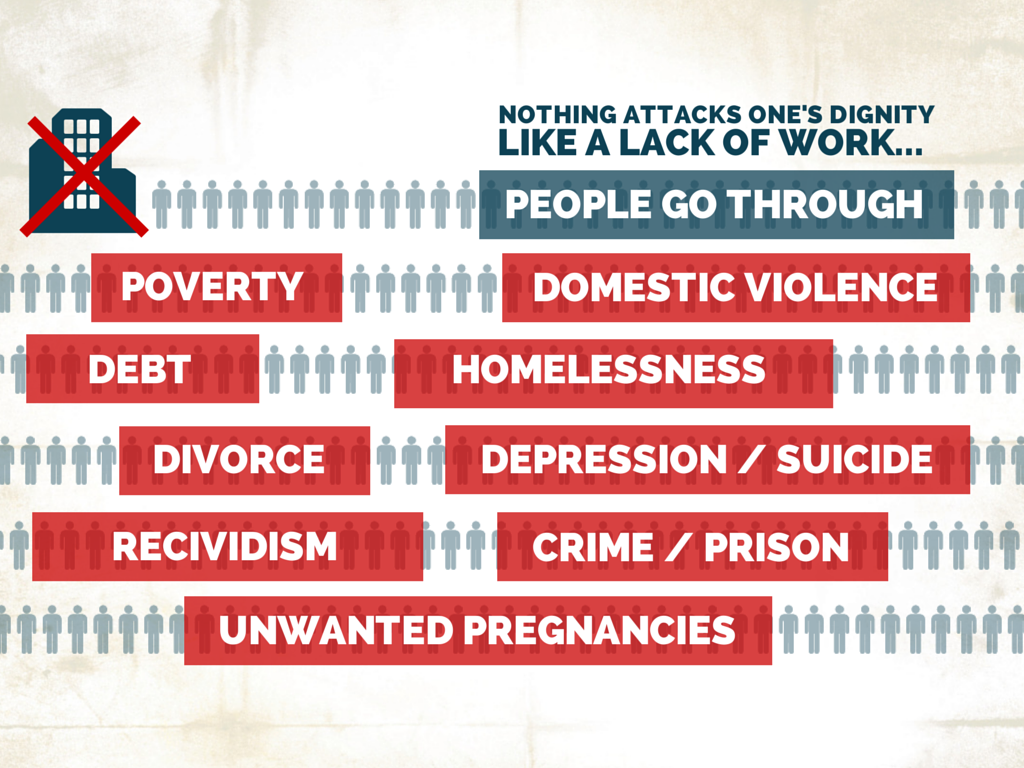 NOTHING ATTACKS ONE'S DIGNITY
LIKE A LACK OF WORK...
PEOPLE GO THROUGH
POVERTY
DOMESTIC VIOLENCE
DEBT
HOMELESSNESS
DIVORCE
DEPRESSION / SUICIDE
RECIVIDISM
CRIME / PRISON
UNWANTED PREGNANCIES